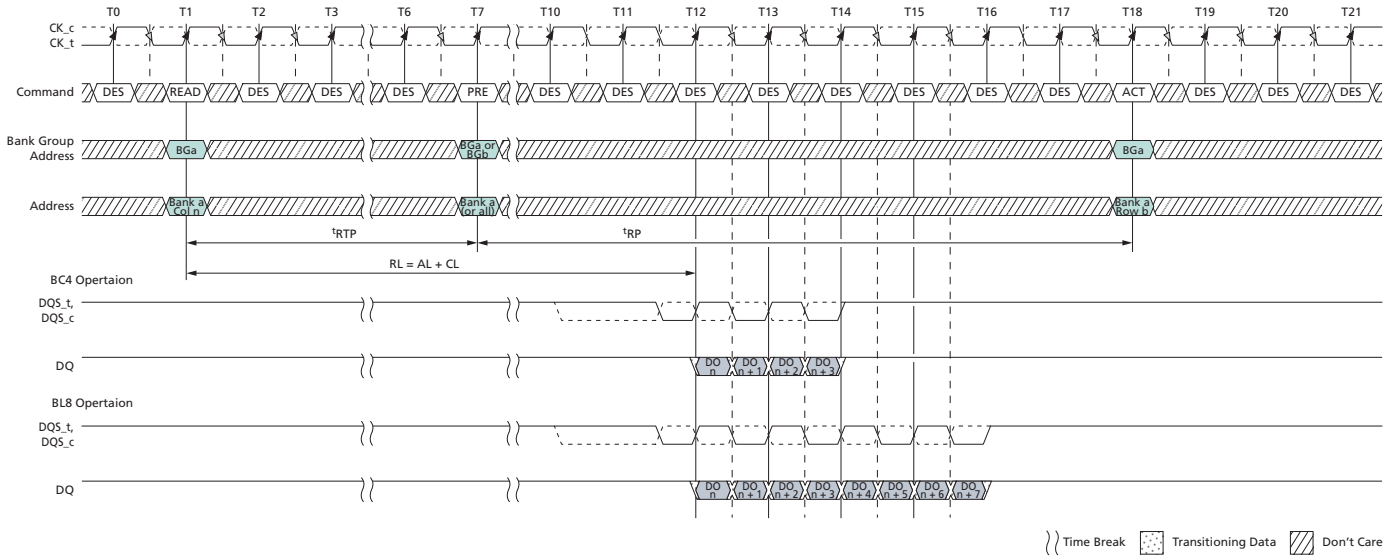 T0 T1 T2 T3 T6 T7 T10 T11 T12 T13 T14 T15 T16 T17 T18 T19 T20 T21
CK_c
CK_t
Command DES READ DES DES DES PRE DES DES DES DES DES DES DES DES ACT DES DES DES
Bank Group
Address
BGa
BGa or
BGb
BGa
Address
Bank a
Col n
Bank a
(or all)
Bank a
Row b
tRTP
tRP
RL = AL + CL
BC4 Opertaion
DQS_t,
DQS_c
DQ
DO
n
DO
n + 1
DO
n + 2
DO
n + 3
BL8 Opertaion
DQS_t,
DQS_c
DQ
DO
n
DO
n + 1
DO
n + 2
DO
n + 3
DO
n + 4
DO
n + 5
DO
n + 6
DO
n + 7
Time Break Transitioning Data Don't Care